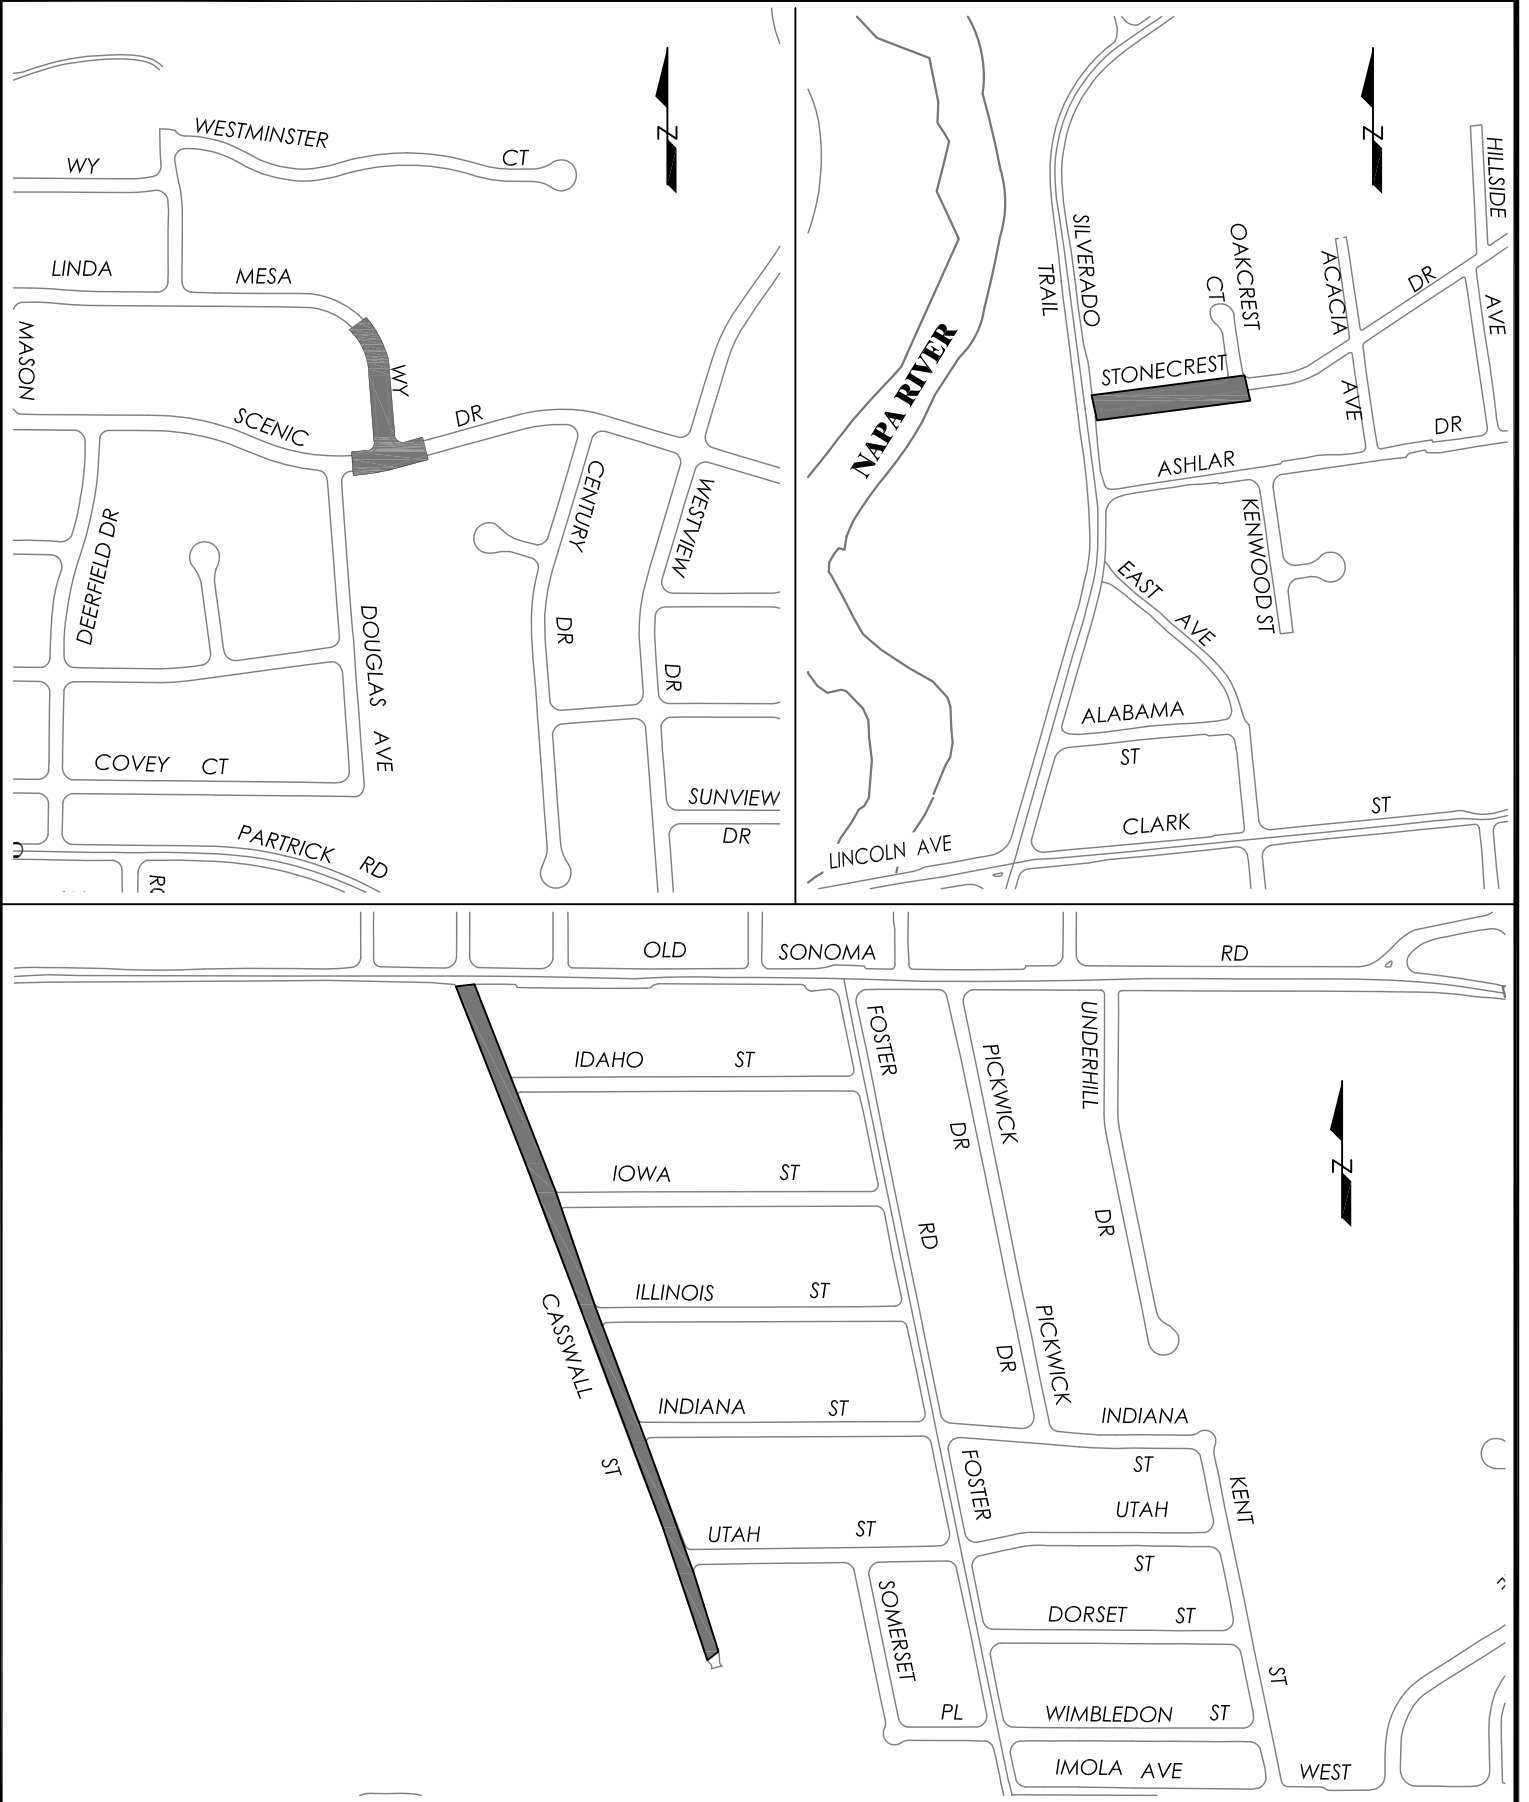 WESTMINSTER
CT
N
WY
LINDA
MESA
MASON
WY
SCENIC
DR
CENTURY
WESTVIEW
DEERFIELD DR
DOUGLAS
AVE
DR
DR
COVEY
CT
SUNVIEW
DR
PARTRICK
RD
N
HILLSIDE
SILVERADO
TRAIL
OAKCREST
CT
ACACIA
DR
AVE
NAPA RIVER
STONECREST
AVE
DR
ASHLAR
KENWOOD ST
EAST
AVE
ALABAMA
ST
CLARK
ST
LINCOLN AVE
OLD
SONOMA
RD
FOSTER
UNDERHILL
IDAHO
ST
PICKWICK
DR
N
IOWA
ST
RD
DR
ILLINOIS
ST
CASSWALL
PICKWICK
DR
INDIANA
ST
INDIANA
ST
ST
FOSTER
KENT
UTAH
UTAH
ST
ST
SOMERSET
DORSET
ST
ST
PL
WIMBLEDON
ST
IMOLA
AVE
WEST